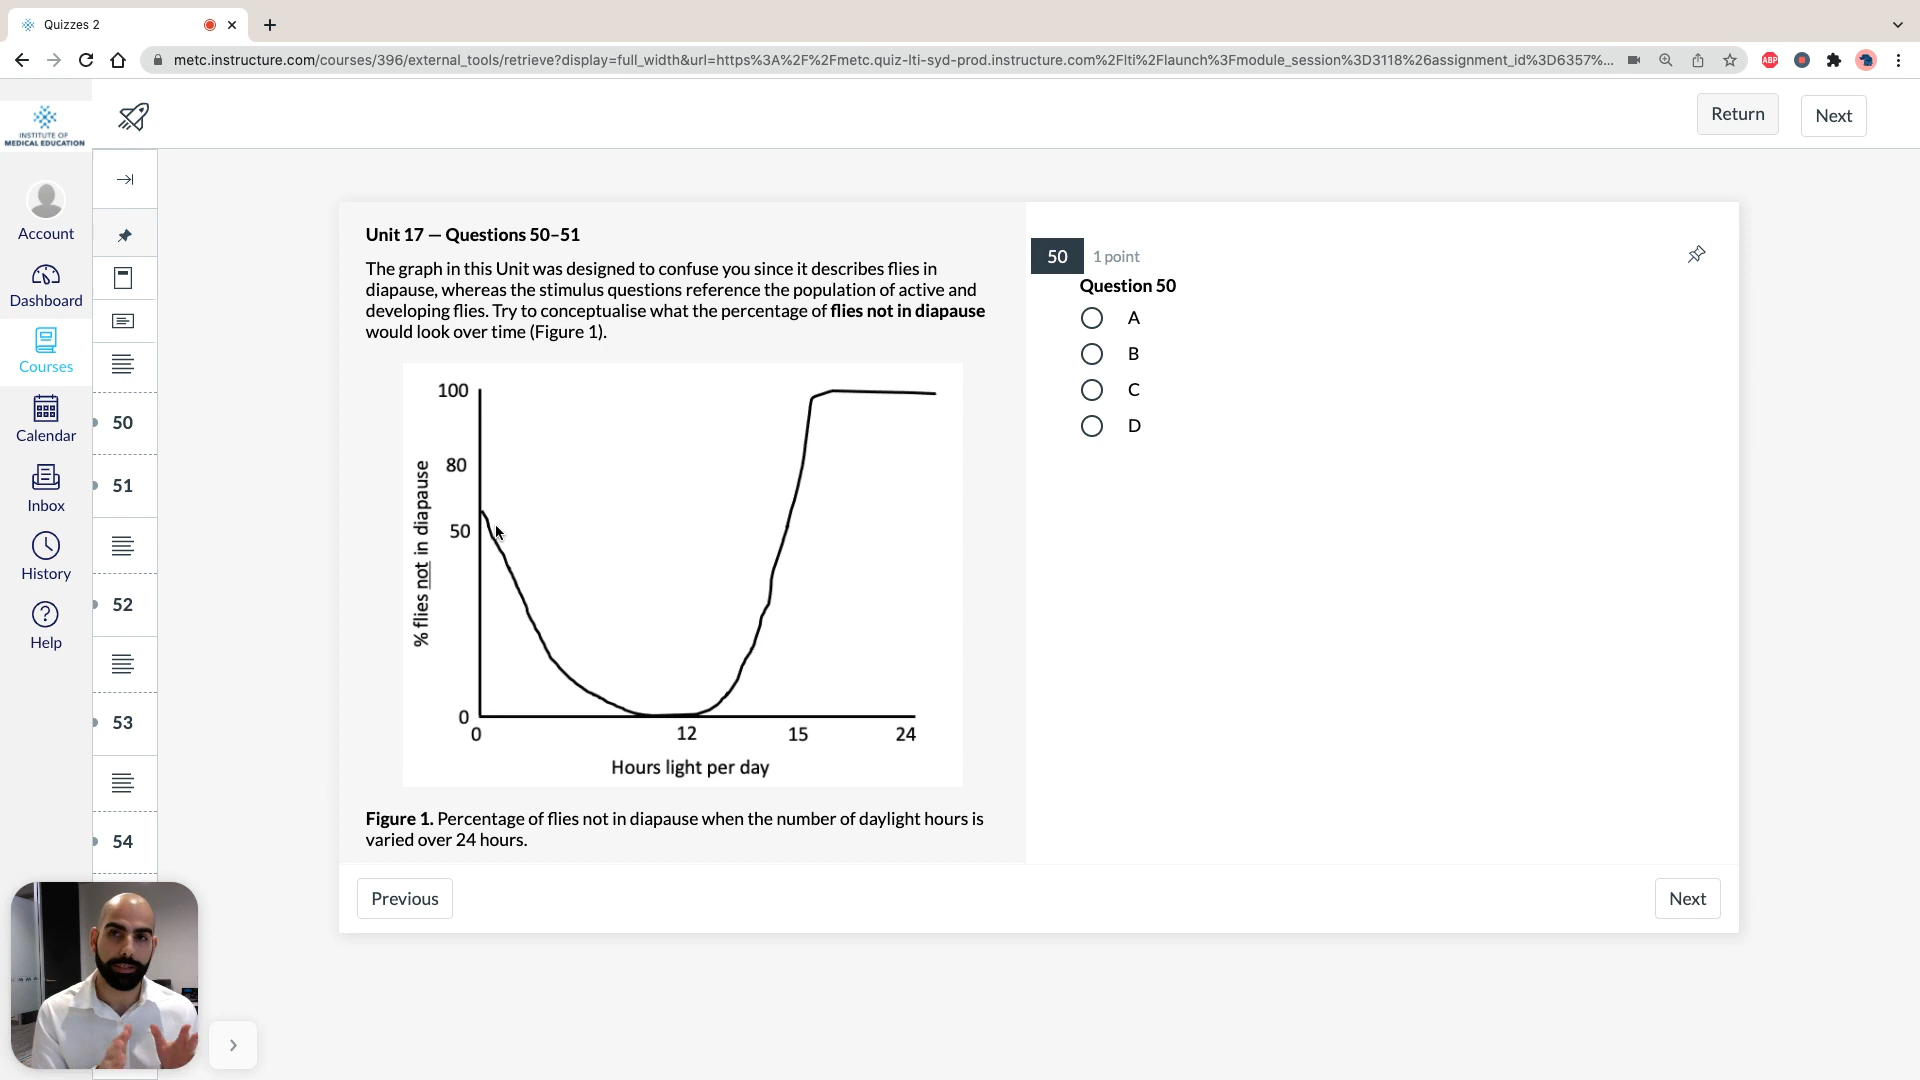 Quizzes 2
metc.instructure.com/courses/396/external_tools/retrieve?display=full_width&url=https%3A%2F%2Fmetc.quiz-lti-syd-prod.instructure.com%2Flti%2Flaunch%3Fmodule_session%3D3118%26assignment_id%3D6357%...
ABP
INSTITUTE OF
MEDICAL EDUCATION
Return
Next
Account
Dashboard
Courses
Calendar
Inbox
History
Help
50
51
52
53
54
Unit 17 — Questions 50–51
The graph in this Unit was designed to confuse you since it describes flies in
diapause, whereas the stimulus questions reference the population of active and
developing flies. Try to conceptualise what the percentage of flies not in diapause
would look over time (Figure 1).
100
80
50
0
% flies not in diapause
0 12 15 24
Hours light per day
Figure 1. Percentage of flies not in diapause when the number of daylight hours is
varied over 24 hours.
50 1 point
Question 50
A
B
C
D
Previous
Next